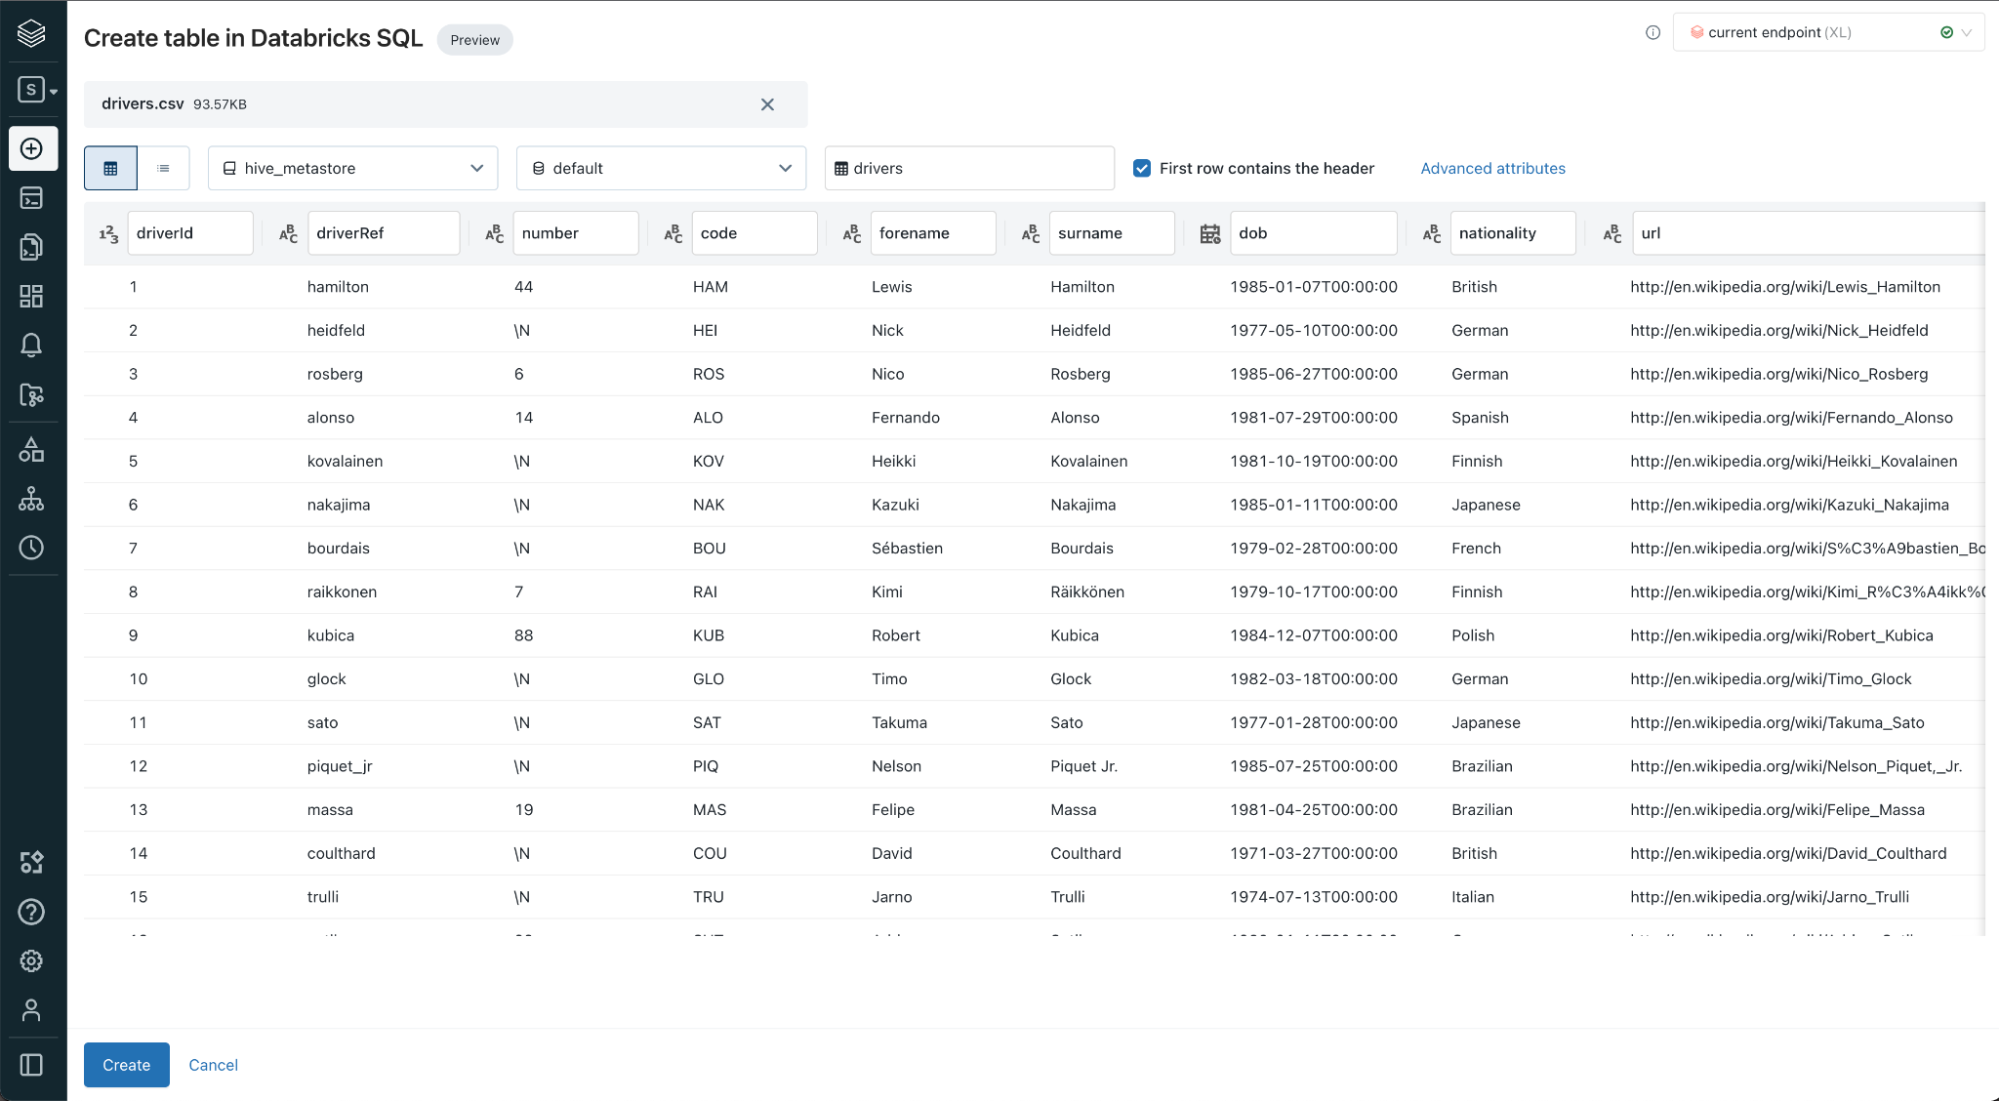 Create table in Databricks SQL Preview
current endpoint (XL)
S
drivers.csv 93.57KB
hive_metastore default drivers First row contains the header Advanced attributes
driverId driverRef number code forename surname dob nationality url
1 hamilton 44 HAM Lewis Hamilton 1985-01-07T00:00:00 British http://en.wikipedia.org/wiki/Lewis_Hamilton
2 heidfeld \N HEI Nick Heidfeld 1977-05-10T00:00:00 German http://en.wikipedia.org/wiki/Nick_Heidfeld
3 rosberg 6 ROS Nico Rosberg 1985-06-27T00:00:00 German http://en.wikipedia.org/wiki/Nico_Rosberg
4 alonso 14 ALO Fernando Alonso 1981-07-29T00:00:00 Spanish http://en.wikipedia.org/wiki/Fernando_Alonso
5 kovalainen \N KOV Heikki Kovalainen 1981-10-19T00:00:00 Finnish http://en.wikipedia.org/wiki/Heikki_Kovalainen
6 nakajima \N NAK Kazuki Nakajima 1985-01-11T00:00:00 Japanese http://en.wikipedia.org/wiki/Kazuki_Nakajima
7 bourdais \N BOU Sébastien Bourdais 1979-02-28T00:00:00 French http://en.wikipedia.org/wiki/S%C3%A9bastien_Bo
8 raikkonen 7 RAI Kimi Räikkönen 1979-10-17T00:00:00 Finnish http://en.wikipedia.org/wiki/Kimi_R%C3%A4ikk%
9 kubica 88 KUB Robert Kubica 1984-12-07T00:00:00 Polish http://en.wikipedia.org/wiki/Robert_Kubica
10 glock \N GLO Timo Glock 1982-03-18T00:00:00 German http://en.wikipedia.org/wiki/Timo_Glock
11 sato \N SAT Takuma Sato 1977-01-28T00:00:00 Japanese http://en.wikipedia.org/wiki/Takuma_Sato
12 piquet_jr \N PIQ Nelson Piquet Jr. 1985-07-25T00:00:00 Brazilian http://en.wikipedia.org/wiki/Nelson_Piquet,_Jr.
13 massa 19 MAS Felipe Massa 1981-04-25T00:00:00 Brazilian http://en.wikipedia.org/wiki/Felipe_Massa
14 coulthard \N COU David Coulthard 1971-03-27T00:00:00 British http://en.wikipedia.org/wiki/David_Coulthard
15 trulli \N TRU Jarno Trulli 1974-07-13T00:00:00 Italian http://en.wikipedia.org/wiki/Jarno_Trulli
Create Cancel